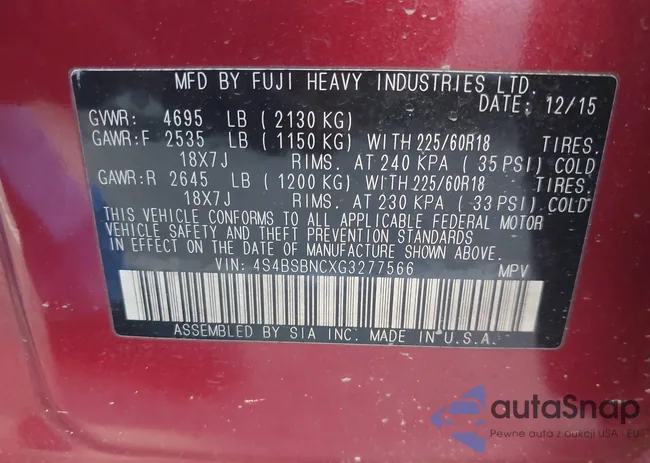 MFD BY FUJI HEAVY INDUSTRIES LTD.
DATE: 12/15
GVWR: 4695 LB (2130 KG)
GAWR:F 2535 LB (1150 KG) WITH 225/60R18 TIRES.
18X7J RIMS. AT 240 KPA (35 PSI) COLD
GAWR:R 2645 LB (1200 KG) WITH 225/60R18 TIRES.
18X7J RIMS. AT 230 KPA (33 PSI) COLD
THIS VEHICLE CONFORMS TO ALL APPLICABLE FEDERAL MOTOR
VEHICLE SAFETY AND THEFT PREVENTION STANDARDS
IN EFFECT ON THE DATE OF MANUFACTURE SHOWN ABOVE.
VIN: 4S4BSBNCXG3277566 MPV
ASSEMBLED BY SIA INC. MADE IN U.S.A.
autoSnap
Pewne auta z aukcji USA - EU -